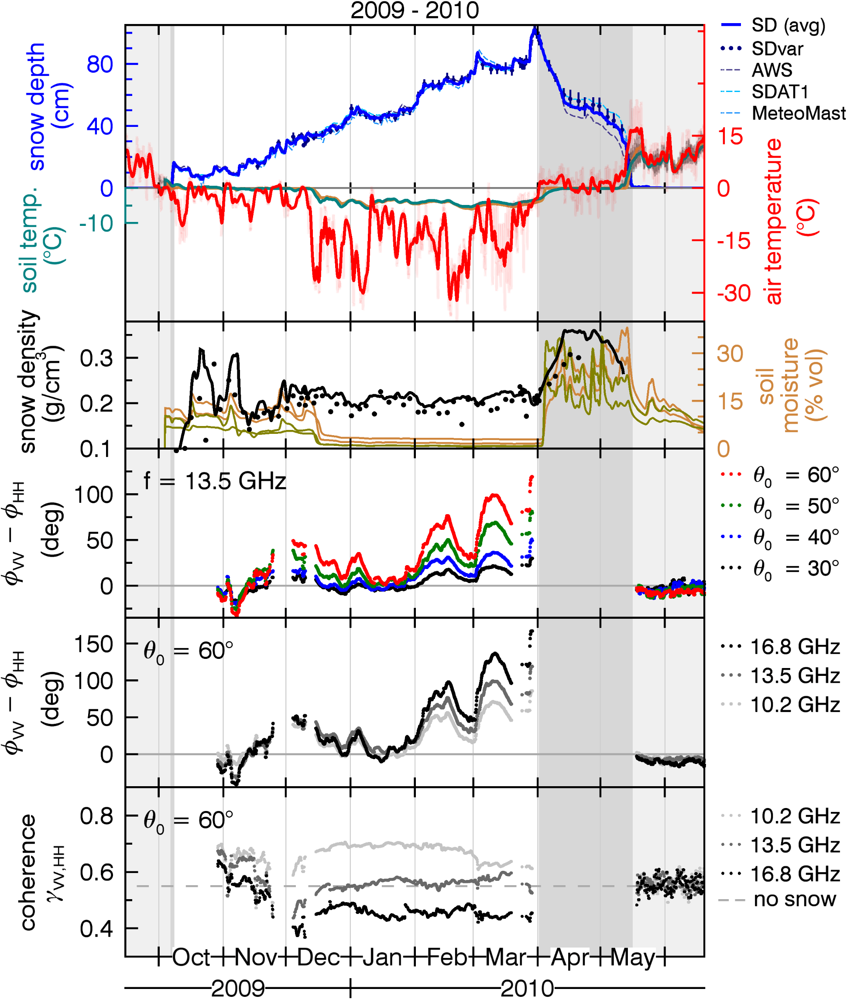 2009 - 2010
snow depth
(cm)
80
40
0
soil temp.
(°C)
-10
SD (avg)
SDvar
AWS
SDAT1
MeteoMast
15
0
-15
-30
air temperature
(°C)
snow density
(g/cm³)
0.3
0.2
0.1
30
15
0
soil
moisture
(% vol)
ϕVV − ϕHH
(deg)
100
50
0
f = 13.5 GHz
θ0 = 60°
θ0 = 50°
θ0 = 40°
θ0 = 30°
ϕVV − ϕHH
(deg)
150
100
50
0
θ0 = 60°
16.8 GHz
13.5 GHz
10.2 GHz
coherence
γVV,HH
0.8
0.6
0.4
θ0 = 60°
10.2 GHz
13.5 GHz
16.8 GHz
no snow
Oct Nov Dec Jan Feb Mar Apr May
2009 2010